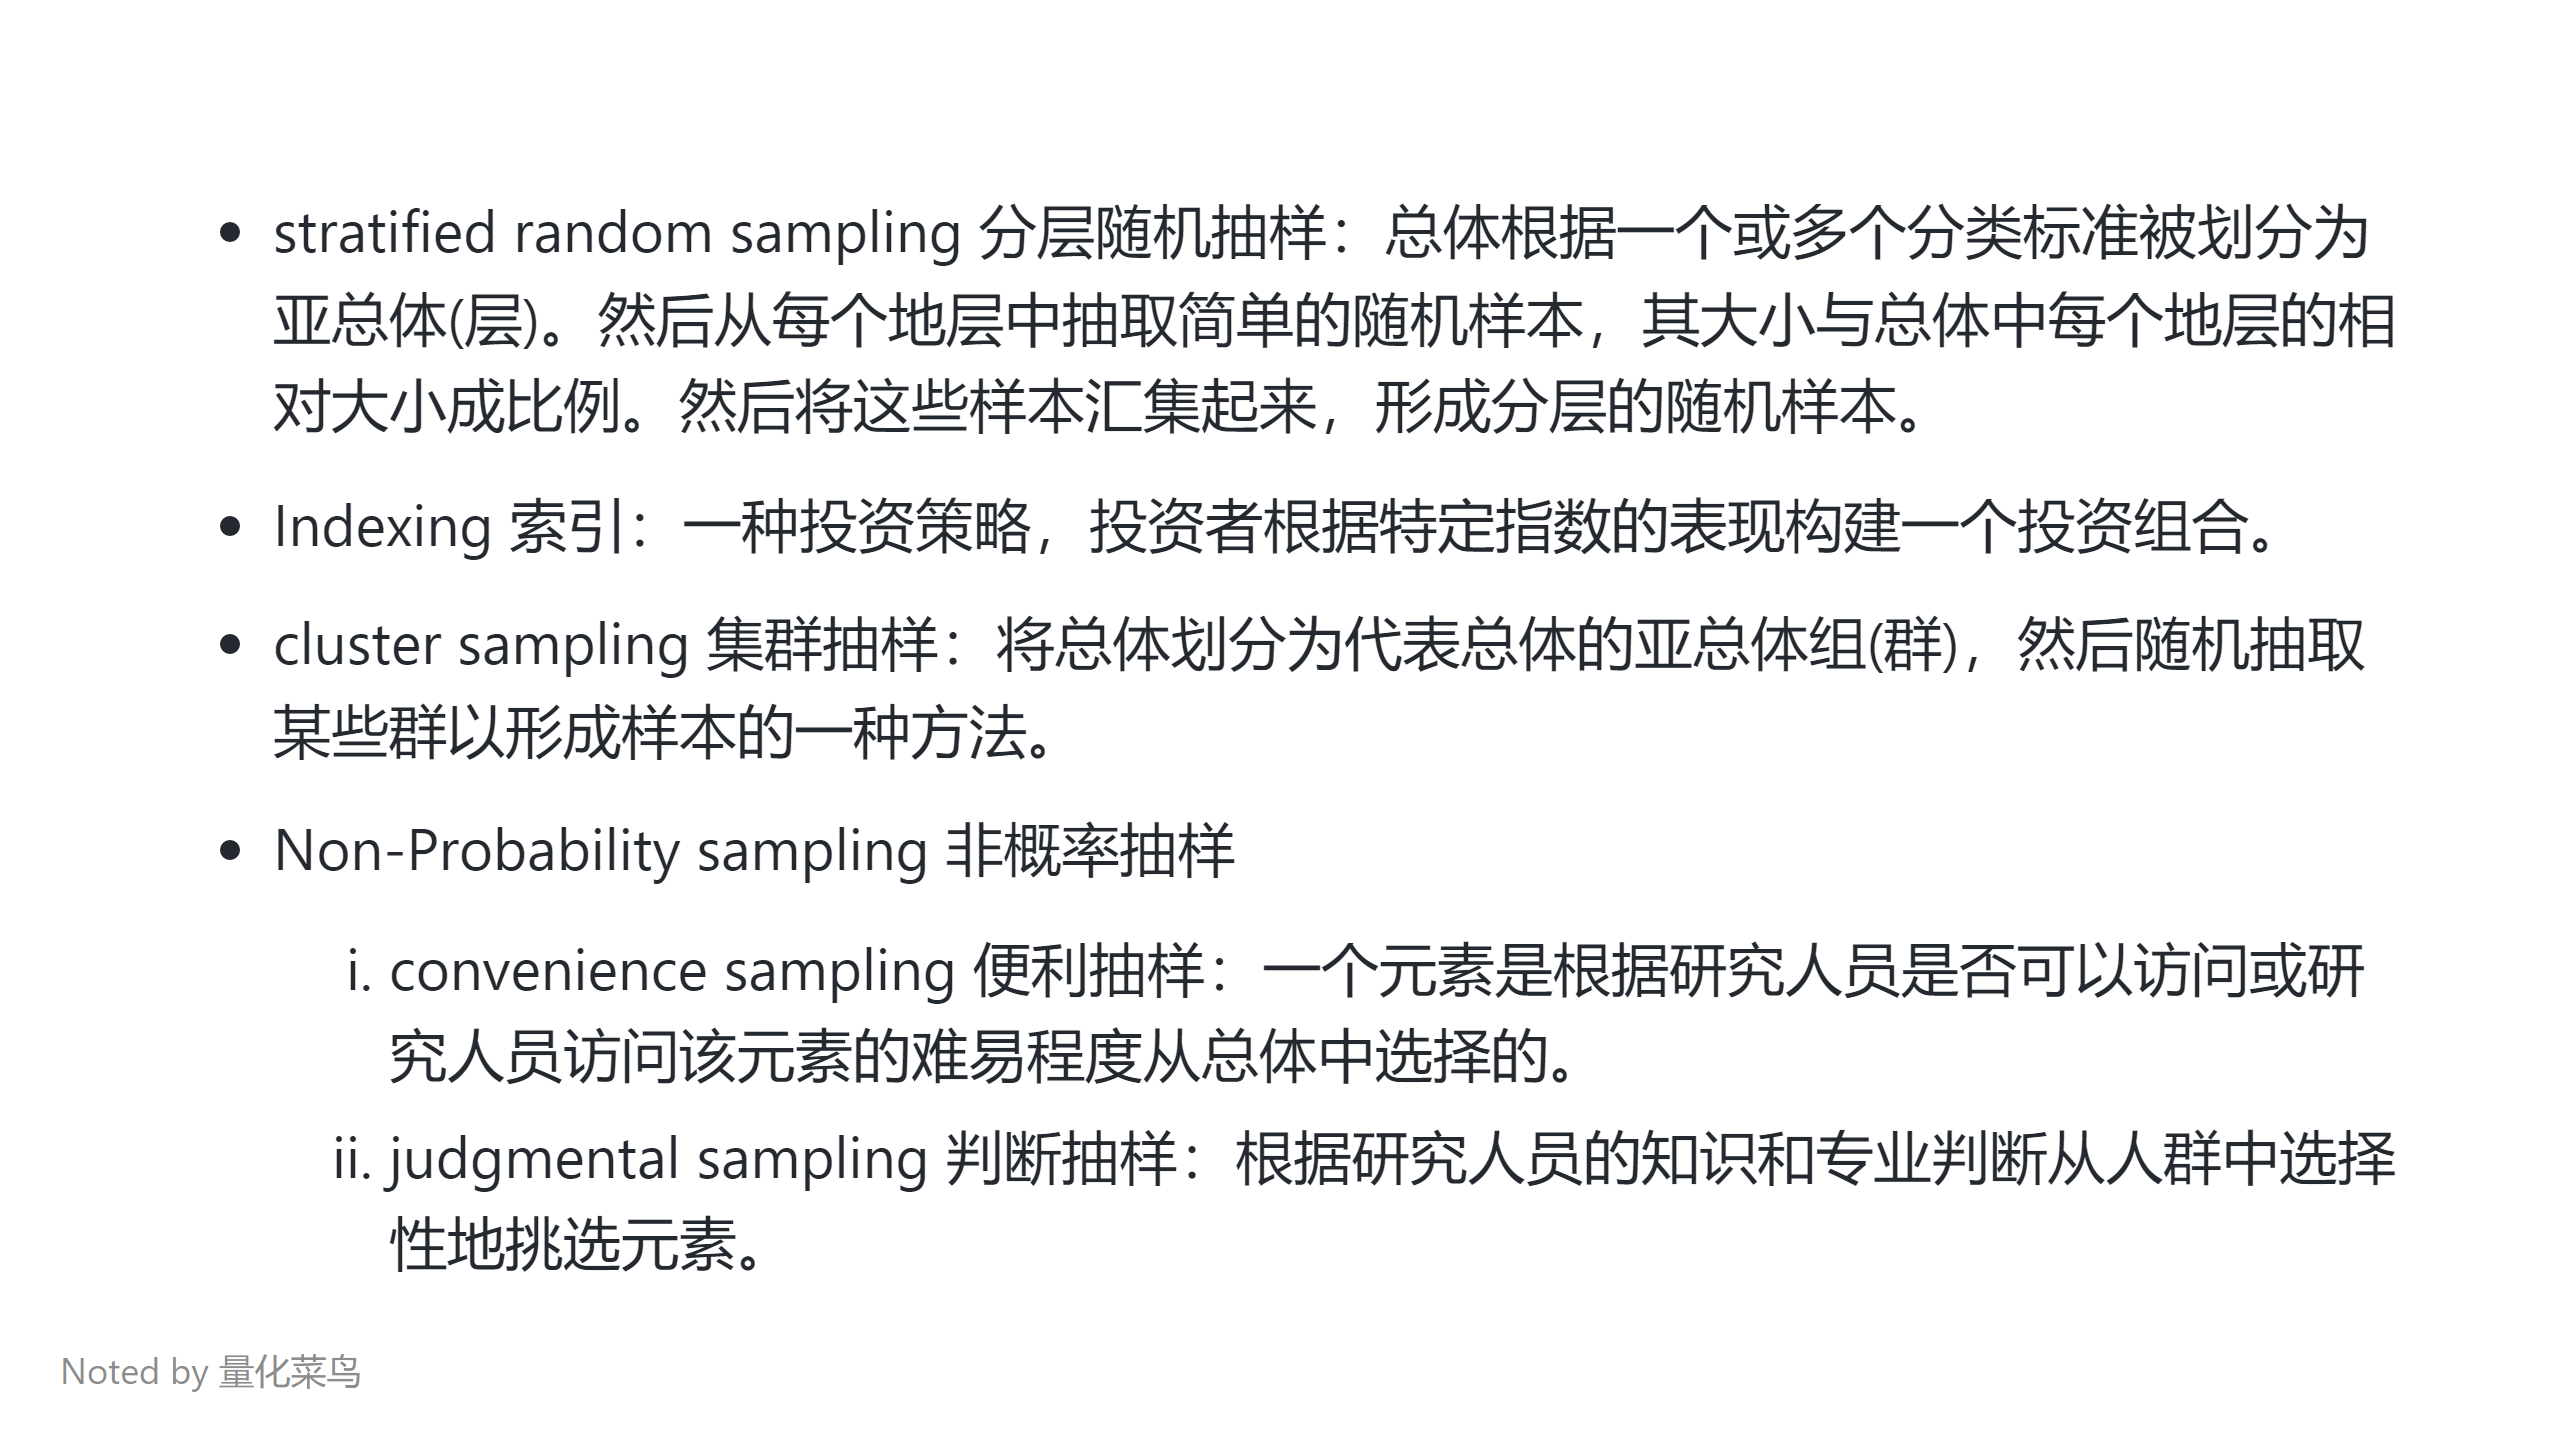 • stratified random sampling 分层随机抽样：总体根据一个或多个分类标准被划分为
亚总体(层)。然后从每个地层中抽取简单的随机样本，其大小与总体中每个地层的相
对大小成比例。然后将这些样本汇集起来，形成分层的随机样本。
• Indexing 索引：一种投资策略，投资者根据特定指数的表现构建一个投资组合。
• cluster sampling 集群抽样：将总体划分为代表总体的亚总体组(群)，然后随机抽取
某些群以形成样本的一种方法。
• Non-Probability sampling 非概率抽样
i. convenience sampling 便利抽样：一个元素是根据研究人员是否可以访问或研
究人员访问该元素的难易程度从总体中选择的。
ii. judgmental sampling 判断抽样：根据研究人员的知识和专业判断从人群中选择
性地挑选元素。
Noted by 量化菜鸟